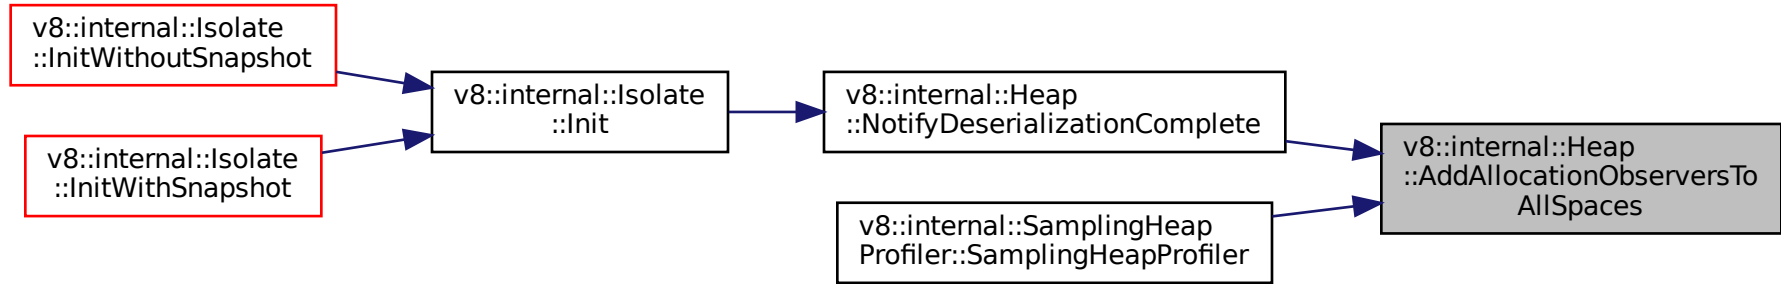 v8::internal::Isolate
::InitWithoutSnapshot
v8::internal::Isolate
::InitWithSnapshot
v8::internal::Isolate
::Init
v8::internal::Heap
::NotifyDeserializationComplete
v8::internal::SamplingHeap
Profiler::SamplingHeapProfiler
v8::internal::Heap
::AddAllocationObserversTo
AllSpaces